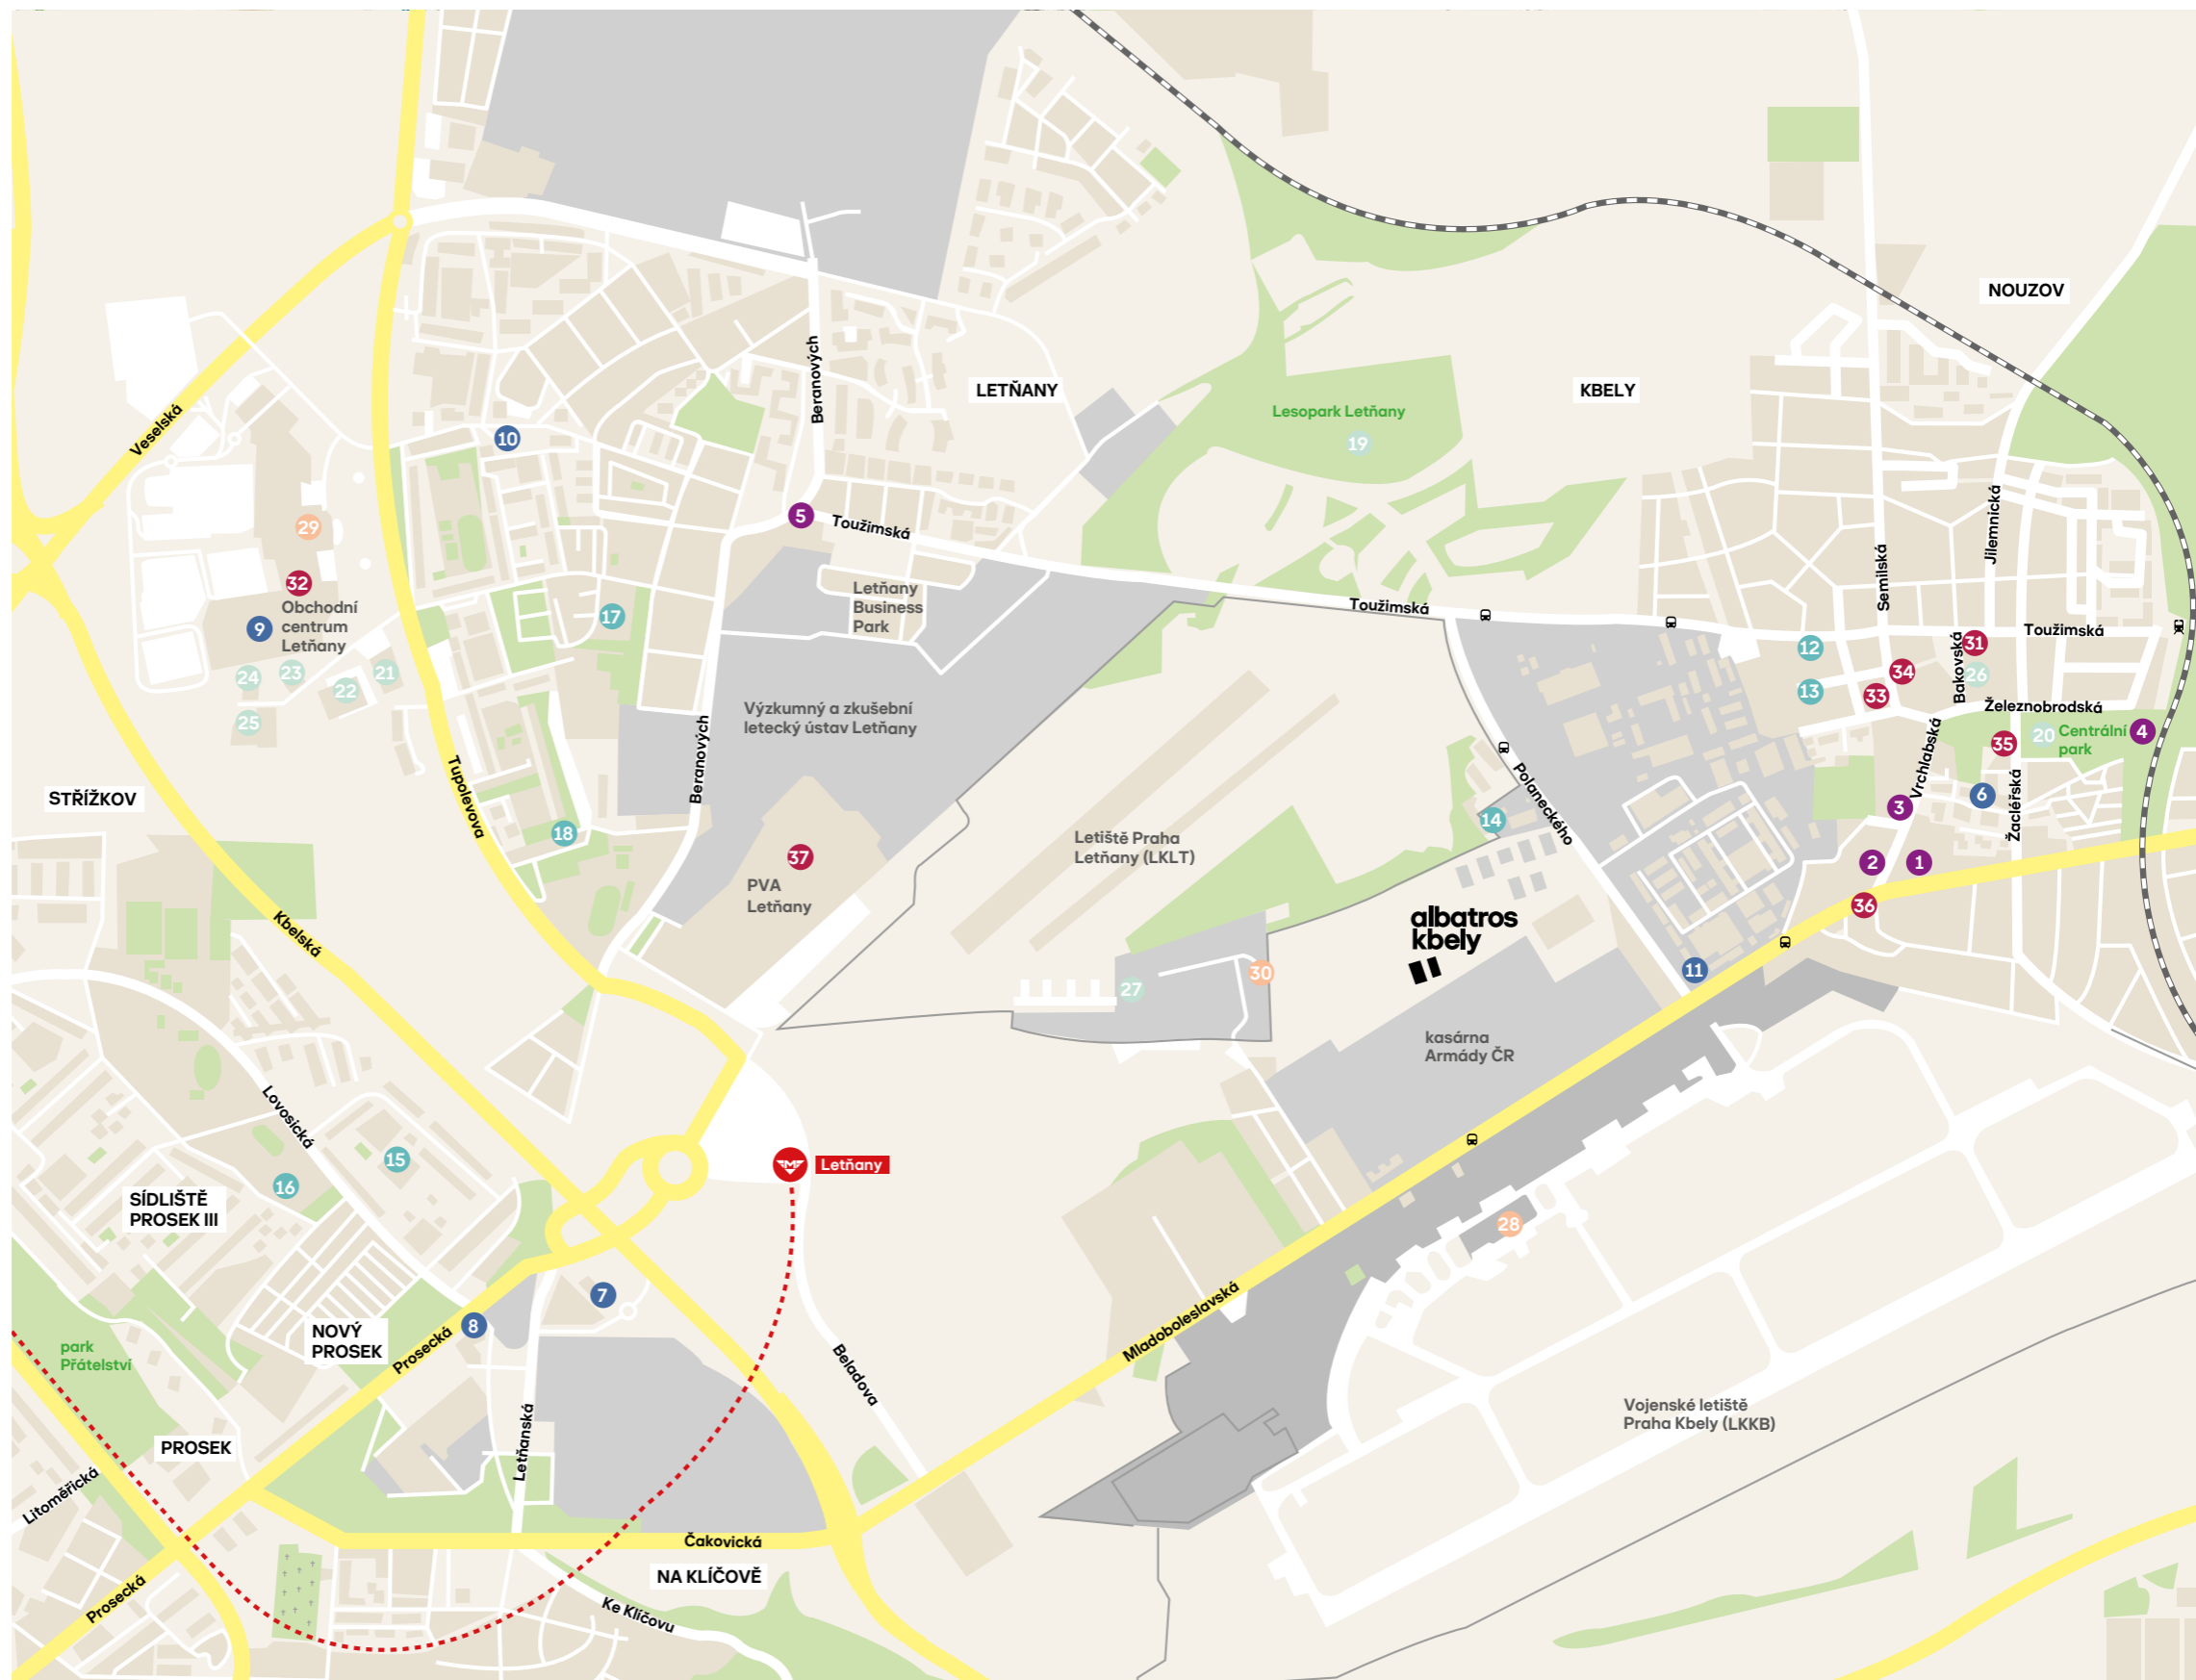 NOUZOV
Beranových
LETŇANY
KBELY
Lesopark Letňany
19
Veselská
10
5
Toužimská
Jilemnická
29
Semilská
32
Letňany
Business
Park
Obchodní
centrum
Letňany
9
17
Toužimská
Toužimská
12
31
Bakovská
34
26
24
23
21
22
13
33
25
Výzkumný a zkušební
letecký ústav Letňany
Beranových
Železnobrodská
Vrchlabská
35
20
Centrální
park
4
Tupolevova
STŘÍŽKOV
Polaneckého
Žacléřská
6
3
18
14
Letiště Praha
Letňany (LKLT)
37
PVA
Letňany
2
1
36
albatros
kbely
Kbelská
27
30
11
kasárna
Armády ČR
Lovosická
15
16
M
Letňany
SÍDLIŠTĚ
PROSEK III
28
7
8
NOVÝ
PROSEK
Prosecká
park
Přátelství
Mladoboleslavská
Beladova
Letňanská
Vojenské letiště
Praha Kbely (LKKB)
PROSEK
Litoměřická
Čakovická
NA KLÍČOVĚ
Prosecká
Ke Klíčovu